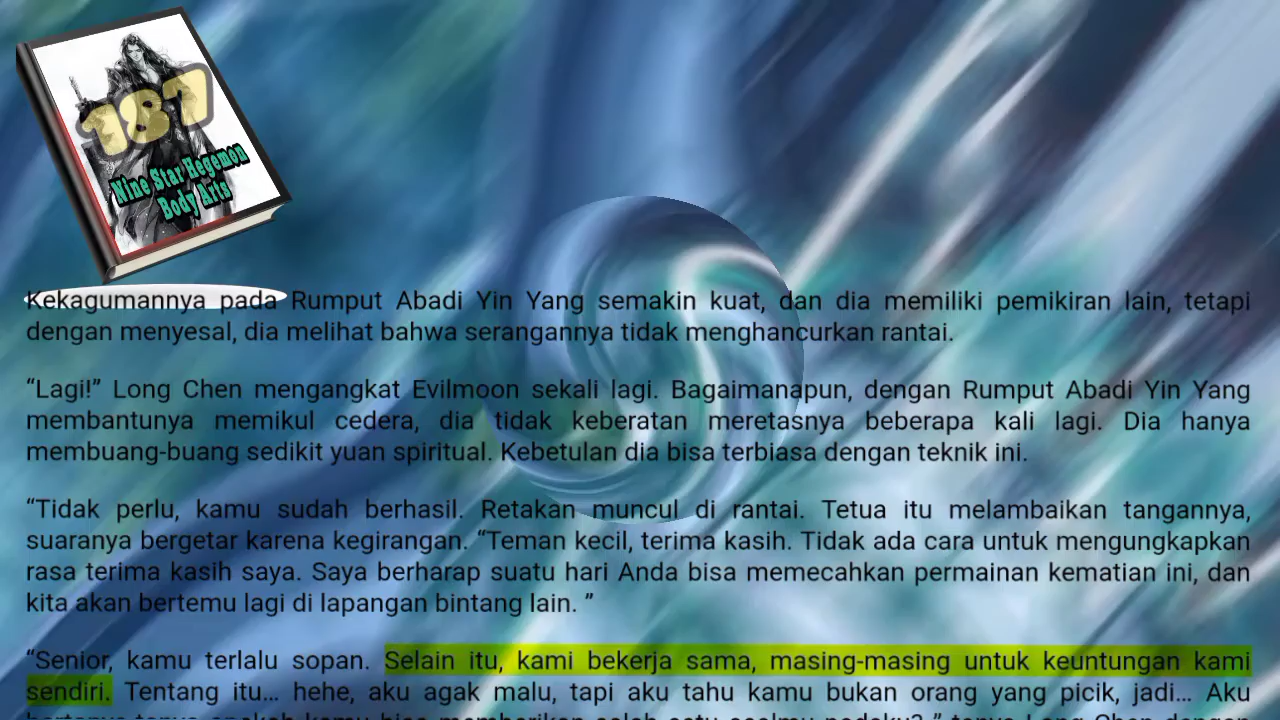 187
Nine Star Hegemon
Body Arts
Kekagumannya pada Rumput Abadi Yin Yang semakin kuat, dan dia memiliki pemikiran lain, tetapi
dengan menyesal, dia melihat bahwa serangannya tidak menghancurkan rantai.
“Lagi!” Long Chen mengangkat Evilmoon sekali lagi. Bagaimanapun, dengan Rumput Abadi Yin Yang
membantunya memikul cedera, dia tidak keberatan meretasnya beberapa kali lagi. Dia hanya
membuang-buang sedikit yuan spiritual. Kebetulan dia bisa terbiasa dengan teknik ini.
“Tidak perlu, kamu sudah berhasil. Retakan muncul di rantai. Tetua itu melambaikan tangannya,
suaranya bergetar karena kegirangan. “Teman kecil, terima kasih. Tidak ada cara untuk mengungkapkan
rasa terima kasih saya. Saya berharap suatu hari Anda bisa memecahkan permainan kematian ini, dan
kita akan bertemu lagi di lapangan bintang lain. ”
“Senior, kamu terlalu sopan. Selain itu, kami bekerja sama, masing-masing untuk keuntungan kami
sendiri. Tentang itu… hehe, aku agak malu, tapi aku tahu kamu bukan orang yang picik, jadi… Aku